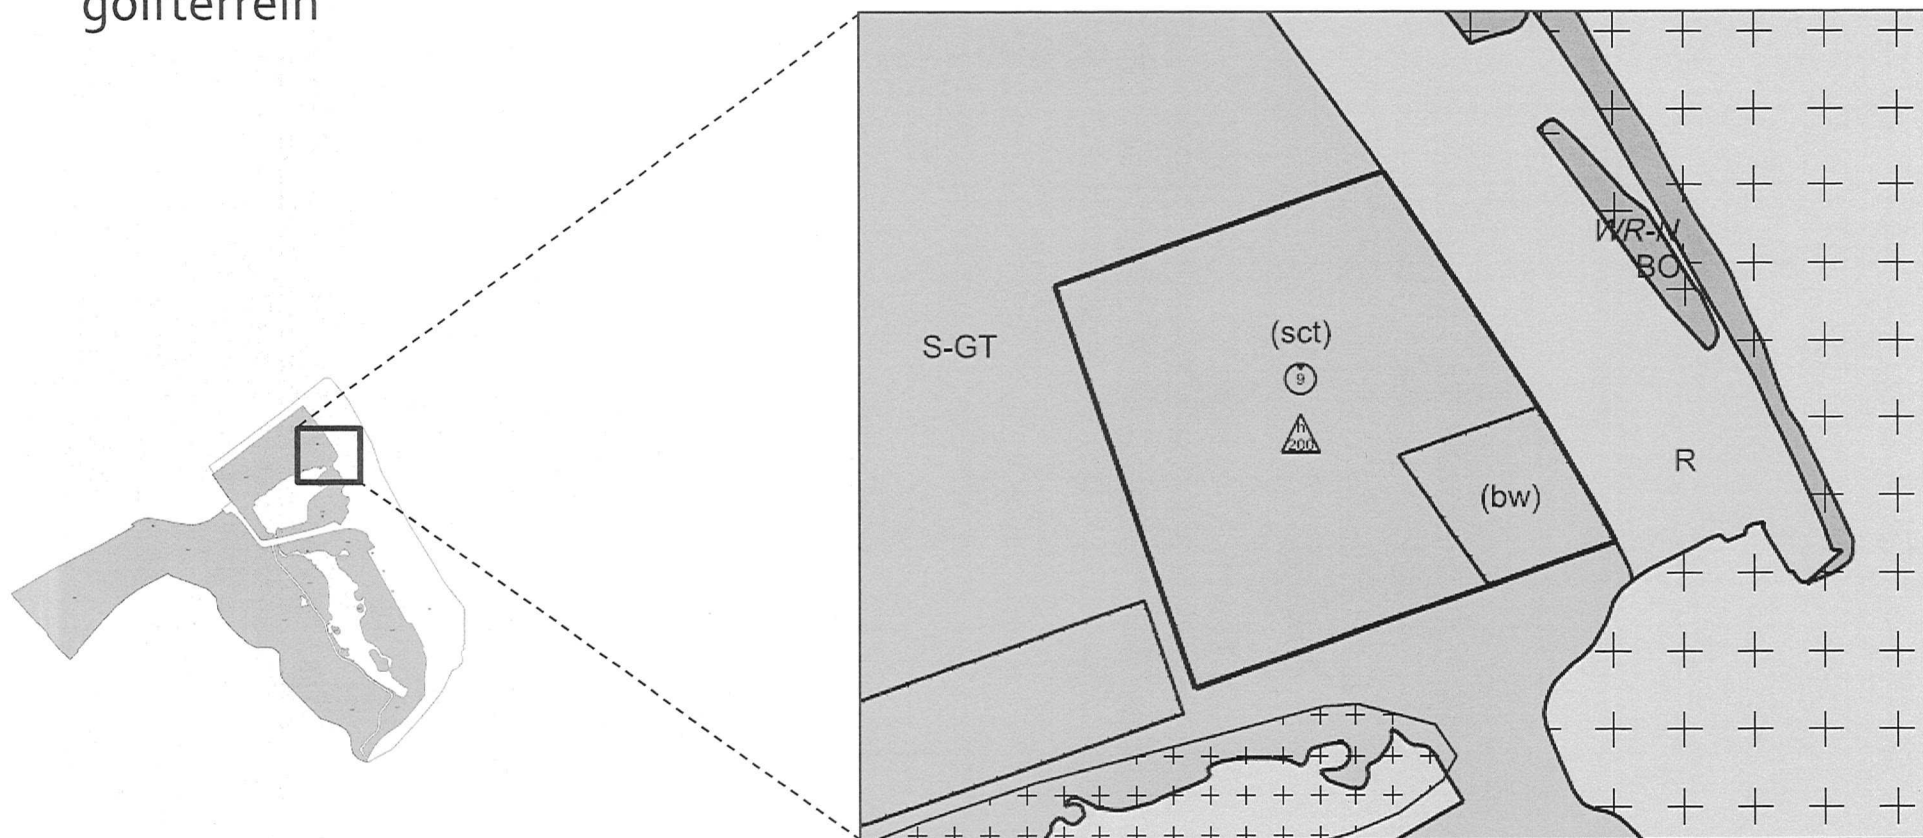 golfterrein
(sct)
9
h
200
S-GT
WR-N
BO
R
(bw)